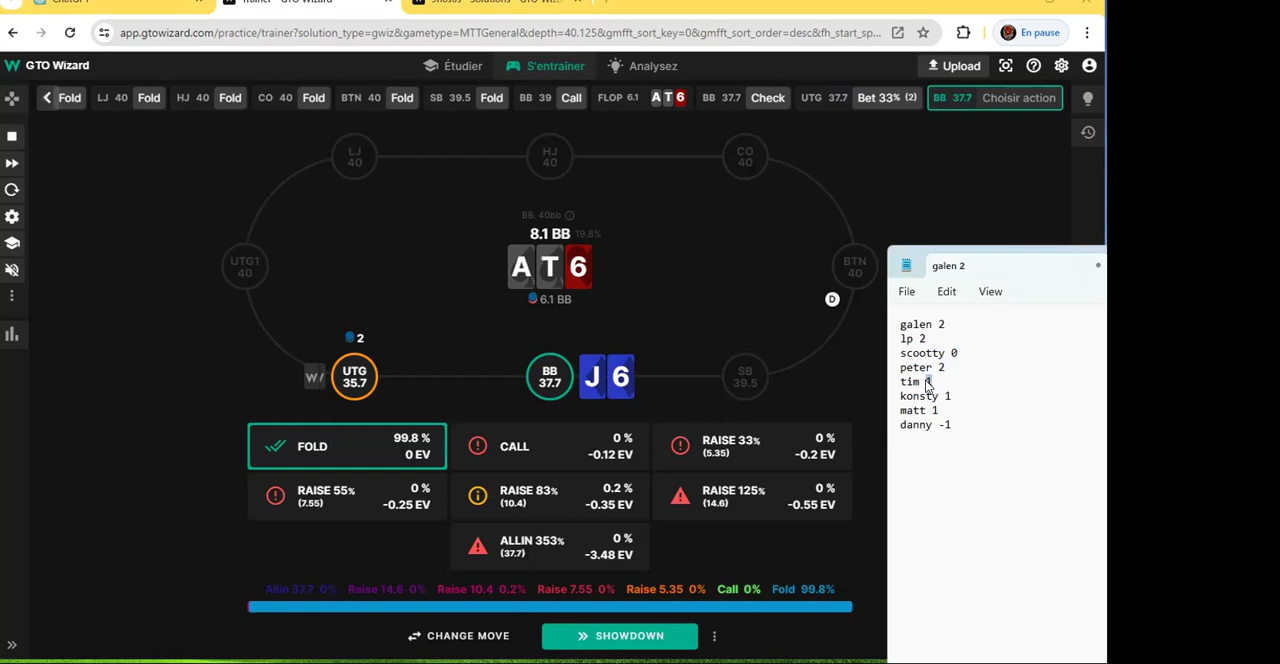 ChatGPT
Trainer - GTO Wizard
app.gtowizard.com/practice/trainer?solution_type=gwiz&gametype=MTTGeneral&depth=40.125&gmfft_sort_key=0&gmfft_sort_order=desc&fh_start_sp...
En pause
GTO Wizard
Étudier
S'entraîner
Analysez
Upload
Fold
LJ 40 Fold
HJ 40 Fold
CO 40 Fold
BTN 40 Fold
SB 39.5 Fold
BB 39 Call
FLOP 6.1 A T 6
BB 37.7 Check
UTG 37.7 Bet 33% (2)
BB 37.7 Choisir action
LJ 40
HJ 40
CO 40
UTG1 40
BTN 40
BB, 40bb
8.1 BB 19.8%
A T 6
6.1 BB
D
2
W
UTG 35.7
BB 37.7
J 6
SB 39.5
FOLD 99.8 % 0 EV
CALL 0 % -0.12 EV
RAISE 33% (5.35) 0 % -0.2 EV
RAISE 55% (7.55) 0 % -0.25 EV
RAISE 83% (10.4) 0.2 % -0.35 EV
RAISE 125% (14.6) 0 % -0.55 EV
ALLIN 353% (37.7) 0 % -3.48 EV
Allin 37.7 0% Raise 14.6 0% Raise 10.4 0.2% Raise 7.55 0% Raise 5.35 0% Call 0% Fold 99.8%
CHANGE MOVE
SHOWDOWN
galen 2
File Edit View
galen 2
lp 2
scootty 0
peter 2
tim
konsty 1
matt 1
danny -1